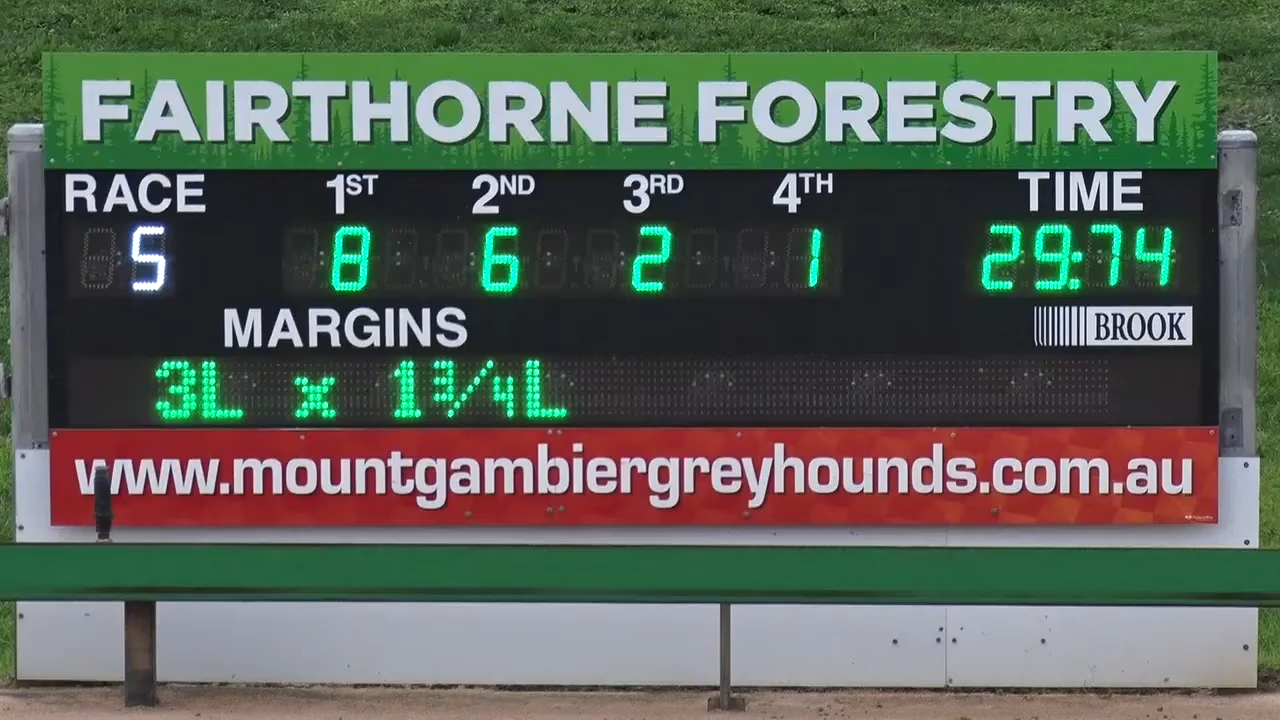 FAIRTHORNE FORESTRY
RACE 1ST 2ND 3RD 4TH TIME
5 8 6 2 1 29:74
MARGINS
BROOK
3L x 1¾L
www.mountgambiergreyhounds.com.au